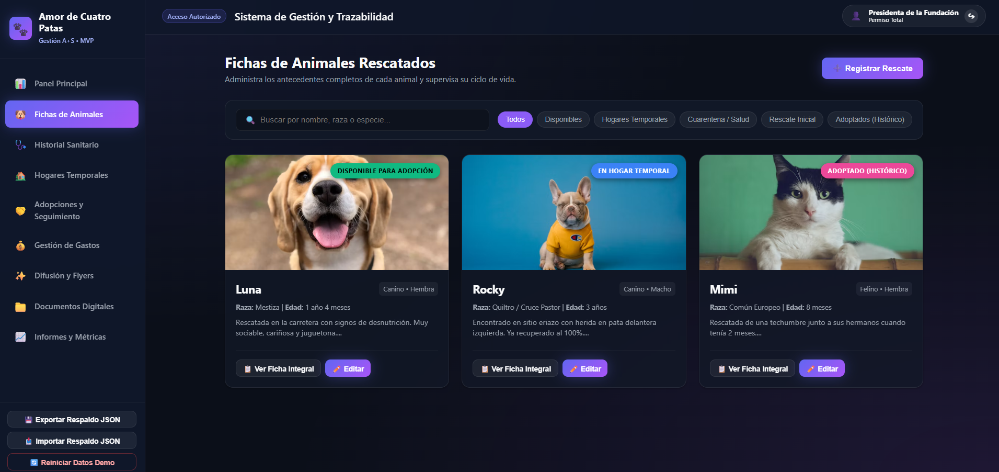 Amor de Cuatro
Patas
Gestión A+S • MVP
Panel Principal
Fichas de Animales
Historial Sanitario
Hogares Temporales
Adopciones y
Seguimiento
Gestión de Gastos
Difusión y Flyers
Documentos Digitales
Informes y Métricas
Exportar Respaldo JSON
Importar Respaldo JSON
Reiniciar Datos Demo
Acceso Autorizado
Sistema de Gestión y Trazabilidad
Presidenta de la Fundación
Permiso Total
Fichas de Animales Rescatados
Administra los antecedentes completos de cada animal y supervisa su ciclo de vida.
Registrar Rescate
Buscar por nombre, raza o especie...
Todos
Disponibles
Hogares Temporales
Cuarentena / Salud
Rescate Inicial
Adoptados (Histórico)
DISPONIBLE PARA ADOPCIÓN
Luna
Canino • Hembra
Raza: Mestiza | Edad: 1 año 4 meses
Rescatada en la carretera con signos de desnutrición. Muy
sociable, cariñosa y juguetona....
Ver Ficha Integral
Editar
EN HOGAR TEMPORAL
Rocky
Canino • Macho
Raza: Quiltro / Cruce Pastor | Edad: 3 años
Encontrado en sitio eriazo con herida en pata delantera
izquierda. Ya recuperado al 100%....
Ver Ficha Integral
Editar
ADOPTADO (HISTÓRICO)
Mimi
Felino • Hembra
Raza: Común Europeo | Edad: 8 meses
Rescatada de una techumbre junto a sus hermanos cuando
tenía 2 meses....
Ver Ficha Integral
Editar